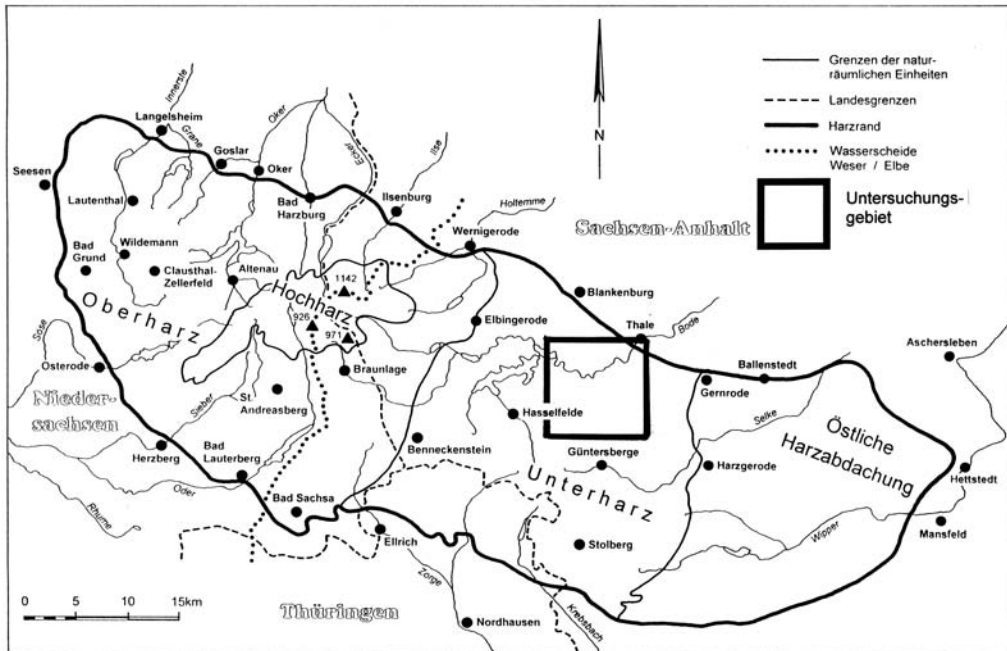 Grenzen der natur-
räumlichen Einheiten
Landesgrenzen
Harzrand
Wasserscheide
Weser / Elbe
Untersuchungs-
gebiet
N
Innerste
Langelsheim
Grane
Goslar
Oker
Oker
Ecker
Ilse
Seesen
Lautenthal
Bad
Harzburg
Ilsenburg
Holtemme
Wernigerode
Sachsen-Anhalt
Bad
Grund
Wildemann
Clausthal-
Zellerfeld
Altenau
1142
Hochharz
926
971
Oberharz
Blankenburg
Elbingerode
Thale
Bode
Aschersleben
Söse
Osterode
Braunlage
St.
Andreasberg
Sieber
Nieder-
sachsen
Hasselfelde
Ballenstedt
Gernrode
Selke
Östliche
Harzabdachung
Herzberg
Bad
Lauterberg
Benneckenstein
Güntersberge
Harzgerode
Hettstedt
Oder
Rhume
Bad Sachsa
Unterharz
Mansfeld
Ellrich
Stolberg
Wipper
Zorge
Krebsbach
Thüringen
Nordhausen
0 5 10 15km